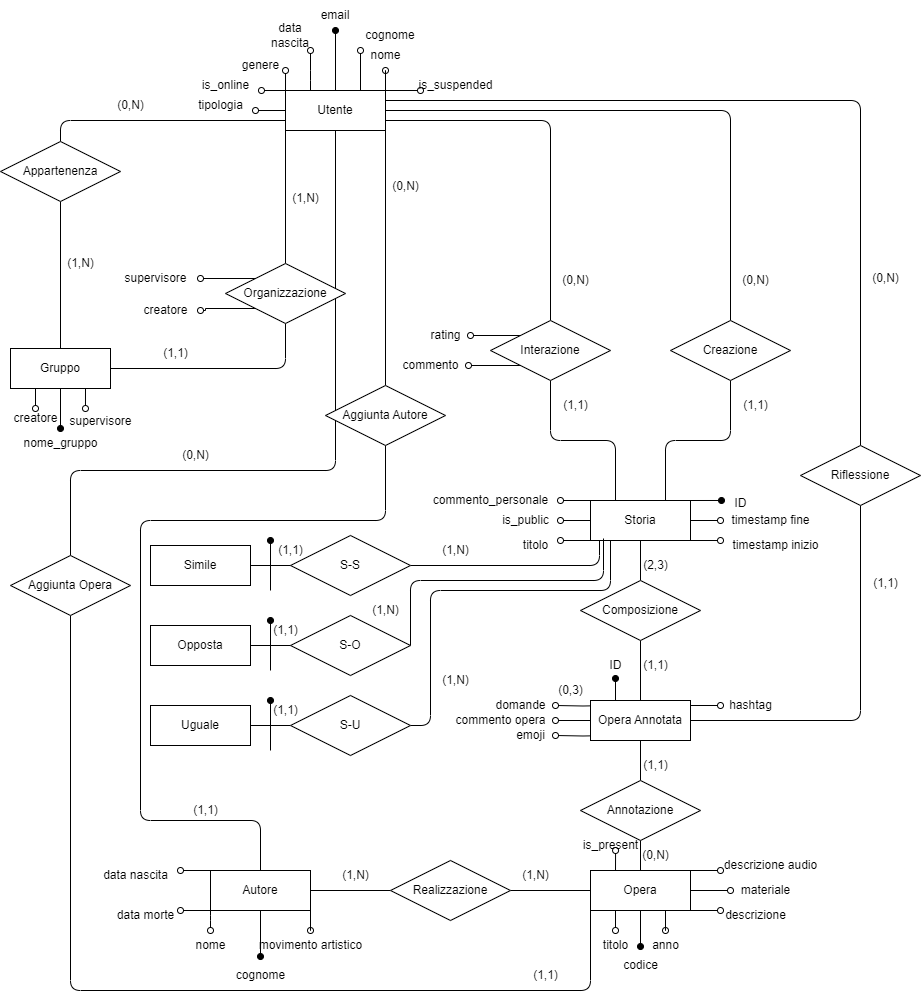 email
data
nascita
cognome
nome
genere
is_online
is_suspended
tipologia
Utente
(0,N)
Appartenenza
(1,N)
(0,N)
(1,N)
supervisore
Organizzazione
creatore
(0,N)
(0,N)
(0,N)
rating
Interazione
Creazione
commento
(1,1)
Gruppo
creatore
supervisore
nome_gruppo
Aggiunta Autore
(1,1)
(1,1)
(0,N)
Riflessione
commento_personale
ID
is_public
Storia
timestamp fine
titolo
timestamp inizio
Simile
(1,1)
S-S
(1,N)
(2,3)
Aggiunta Opera
(1,1)
(1,N)
Composizione
Opposta
(1,1)
S-O
ID
(1,1)
(1,N)
(0,3)
domande
hashtag
Uguale
(1,1)
S-U
commento opera
Opera Annotata
emoji
(1,1)
(1,1)
Annotazione
is_present
(0,N)
data nascita
Autore
(1,N)
Realizzazione
(1,N)
Opera
descrizione audio
materiale
data morte
descrizione
nome
movimento artistico
titolo
anno
cognome
codice
(1,1)